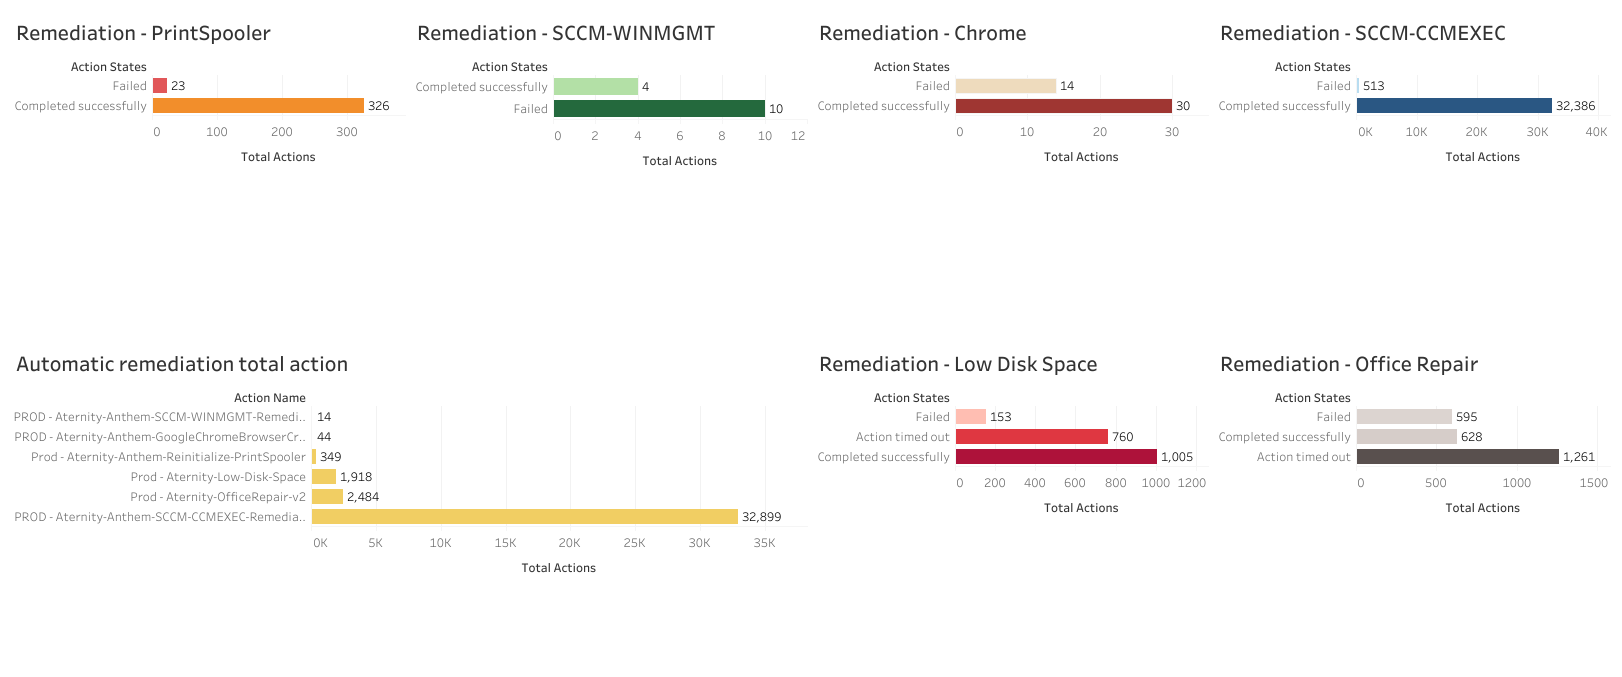 Remediation - PrintSpooler
Action States
Failed 23
Completed successfully 326
0 100 200 300
Total Actions
Remediation - SCCM-WINMGMT
Action States
Completed successfully 4
Failed 10
0 2 4 6 8 10 12
Total Actions
Remediation - Chrome
Action States
Failed 14
Completed successfully 30
0 10 20 30
Total Actions
Remediation - SCCM-CCMEXEC
Action States
Failed 513
Completed successfully 32,386
0K 10K 20K 30K 40K
Total Actions
Automatic remediation total action
Action Name
PROD - Aternity-Anthem-SCCM-WINMGMT-Remedi.. 14
PROD - Aternity-Anthem-GoogleChromeBrowserCr.. 44
Prod - Aternity-Anthem-Reinitialize-PrintSpooler 349
Prod - Aternity-Low-Disk-Space 1,918
Prod - Aternity-OfficeRepair-v2 2,484
PROD - Aternity-Anthem-SCCM-CCMEXEC-Remedia.. 32,899
0K 5K 10K 15K 20K 25K 30K 35K
Total Actions
Remediation - Low Disk Space
Action States
Failed 153
Action timed out 760
Completed successfully 1,005
0 200 400 600 800 1000 1200
Total Actions
Remediation - Office Repair
Action States
Failed 595
Completed successfully 628
Action timed out 1,261
0 500 1000 1500
Total Actions